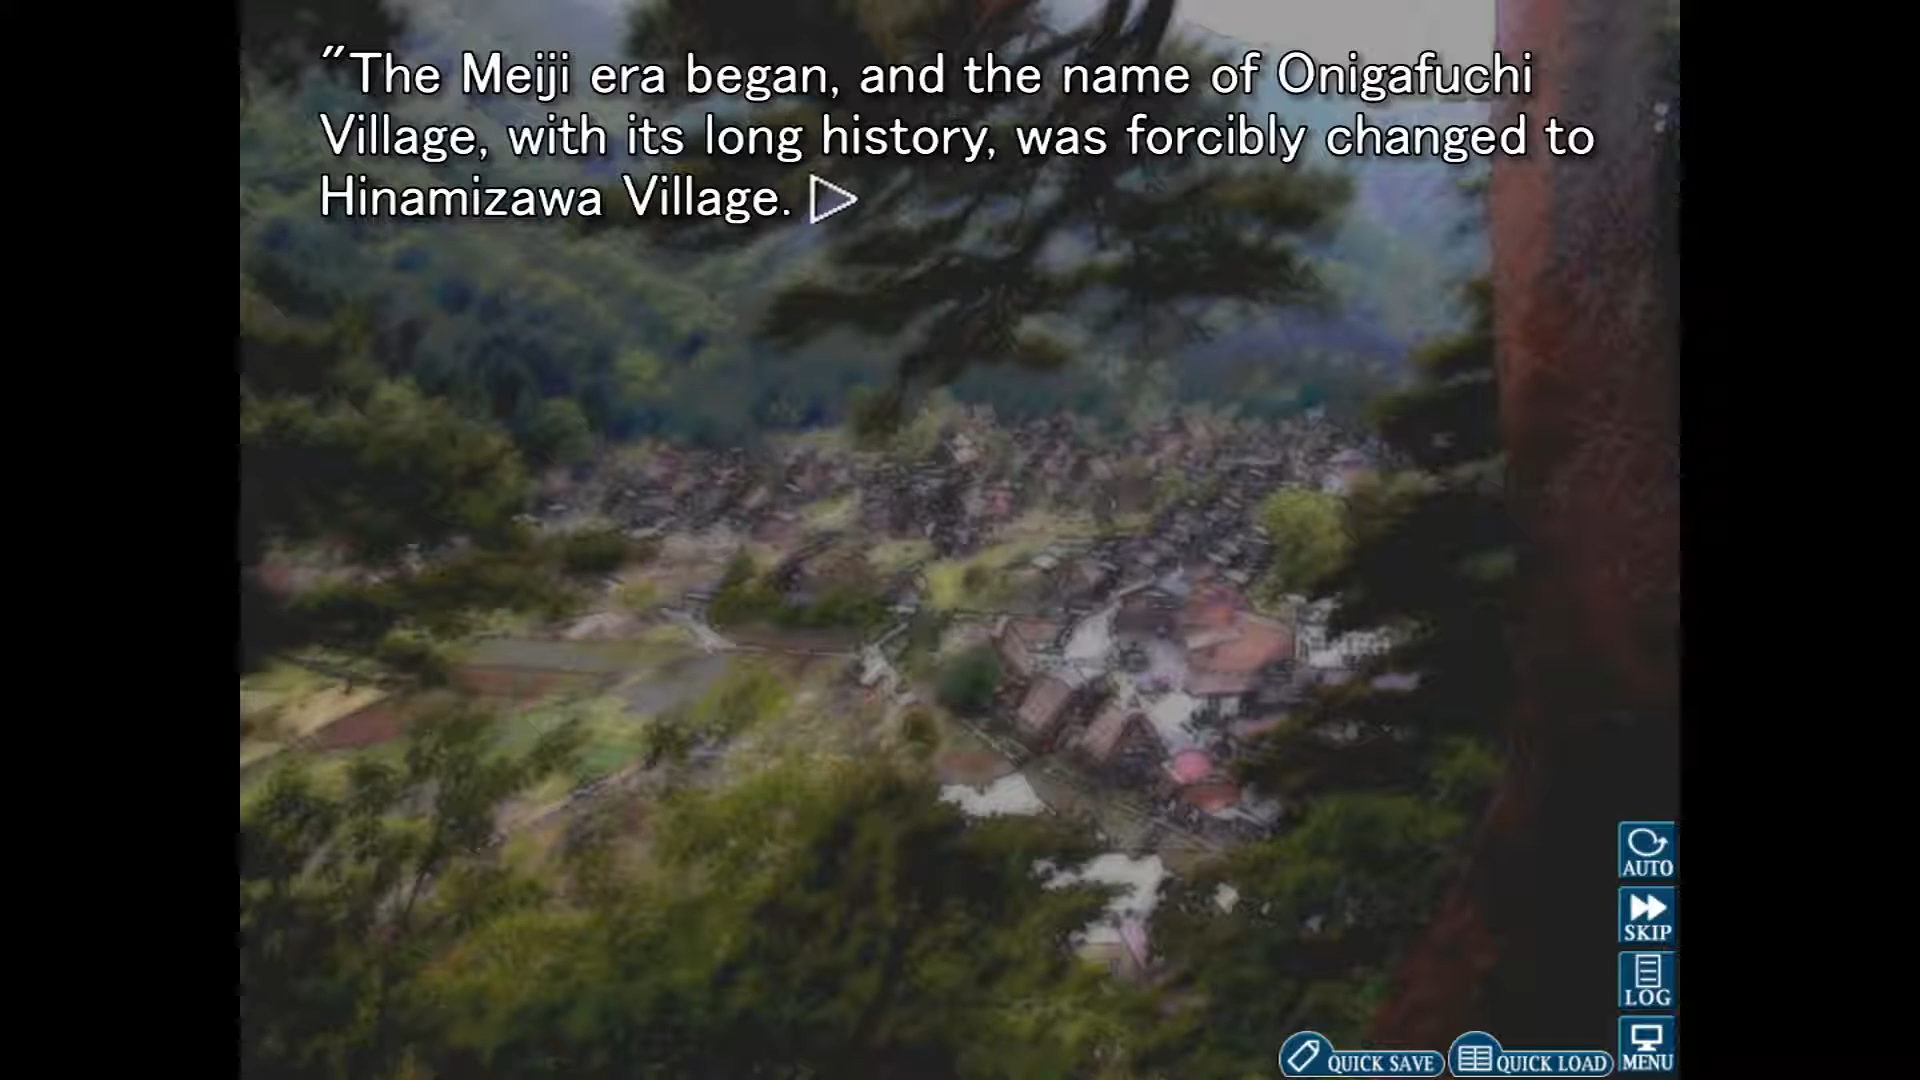 "The Meiji era began, and the name of Onigafuchi
Village, with its long history, was forcibly changed to
Hinamizawa Village.
AUTO
SKIP
LOG
MENU
QUICK SAVE
QUICK LOAD